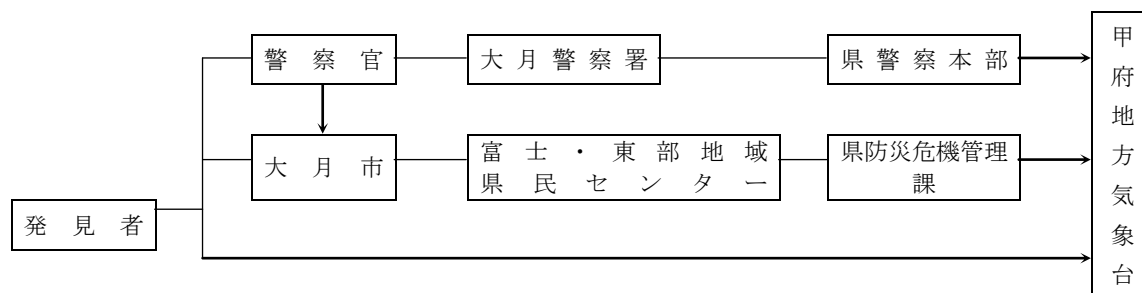 警察官
大月警察署
県警察本部
大月市
富士・東部地域
県民センター
県防災危機管理
課
発見者
甲府地方気象台